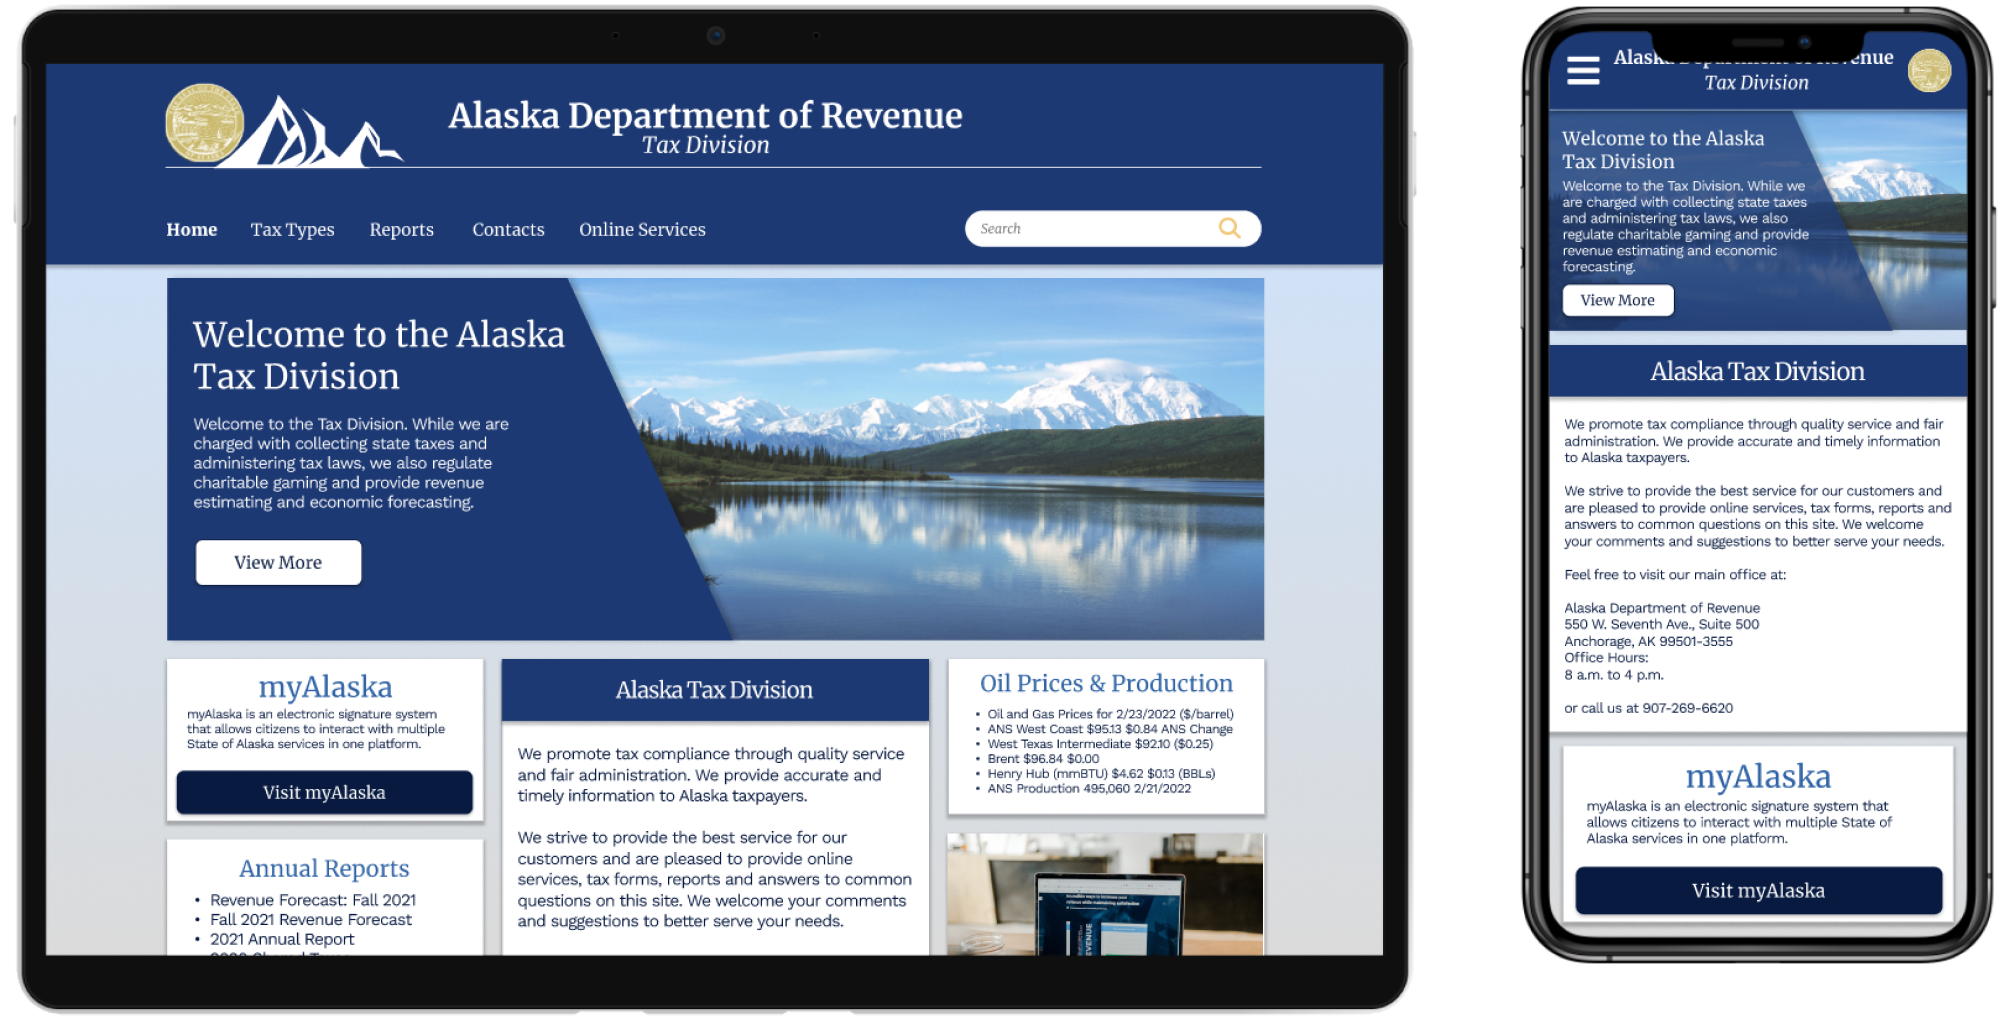 Alaska Department of Revenue
Tax Division
Home
Tax Types
Reports
Contacts
Online Services
Search
Welcome to the Alaska
Tax Division
Welcome to the Tax Division. While we are
charged with collecting state taxes and
administering tax laws, we also regulate
charitable gaming and provide revenue
estimating and economic forecasting.
View More
myAlaska
myAlaska is an electronic signature system
that allows citizens to interact with multiple
State of Alaska services in one platform.
Visit myAlaska
Annual Reports
• Revenue Forecast: Fall 2021
• Fall 2021 Revenue Forecast
• 2021 Annual Report
Alaska Tax Division
We promote tax compliance through quality service
and fair administration. We provide accurate and
timely information to Alaska taxpayers.
We strive to provide the best service for our
customers and are pleased to provide online
services, tax forms, reports and answers to common
questions on this site. We welcome your comments
and suggestions to better serve your needs.
Oil Prices & Production
• Oil and Gas Prices for 2/23/2022 ($/barrel)
• ANS West Coast $95.13 $0.84 ANS Change
• West Texas Intermediate $92.10 ($0.25)
• Brent $96.84 $0.00
• Henry Hub (mmBTU) $4.62 $0.13 (BBLs)
• ANS Production 495,060 2/21/2022
Tax Division
Welcome to the Alaska
Tax Division
Welcome to the Tax Division. While we
are charged with collecting state taxes
and administering tax laws, we also
regulate charitable gaming and provide
revenue estimating and economic
forecasting.
View More
Alaska Tax Division
We promote tax compliance through quality service and fair
administration. We provide accurate and timely information
to Alaska taxpayers.
We strive to provide the best service for our customers and
are pleased to provide online services, tax forms, reports and
answers to common questions on this site. We welcome
your comments and suggestions to better serve your needs.
Feel free to visit our main office at:
Alaska Department of Revenue
550 W. Seventh Ave., Suite 500
Anchorage, AK 99501-3555
Office Hours:
8 a.m. to 4 p.m.
or call us at 907-269-6620
myAlaska
myAlaska is an electronic signature system that
allows citizens to interact with multiple State of
Alaska services in one platform.
Visit myAlaska